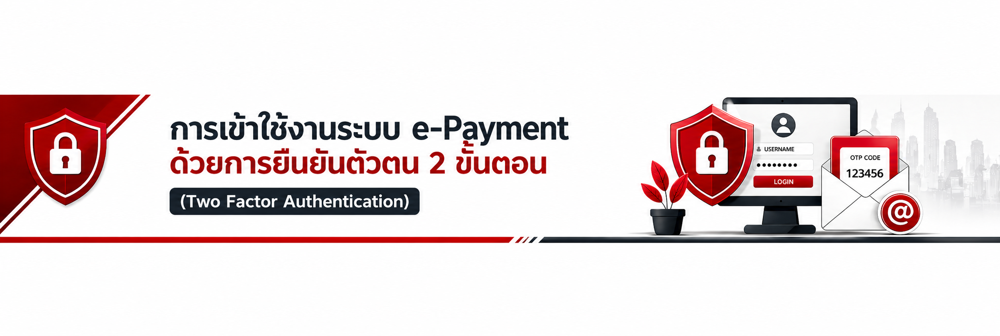 การเข้าใช้งานระบบ e-Payment
ด้วยการยืนยันตัวตน 2 ขั้นตอน
(Two Factor Authentication)
USERNAME
LOGIN
OTP CODE
123456
@